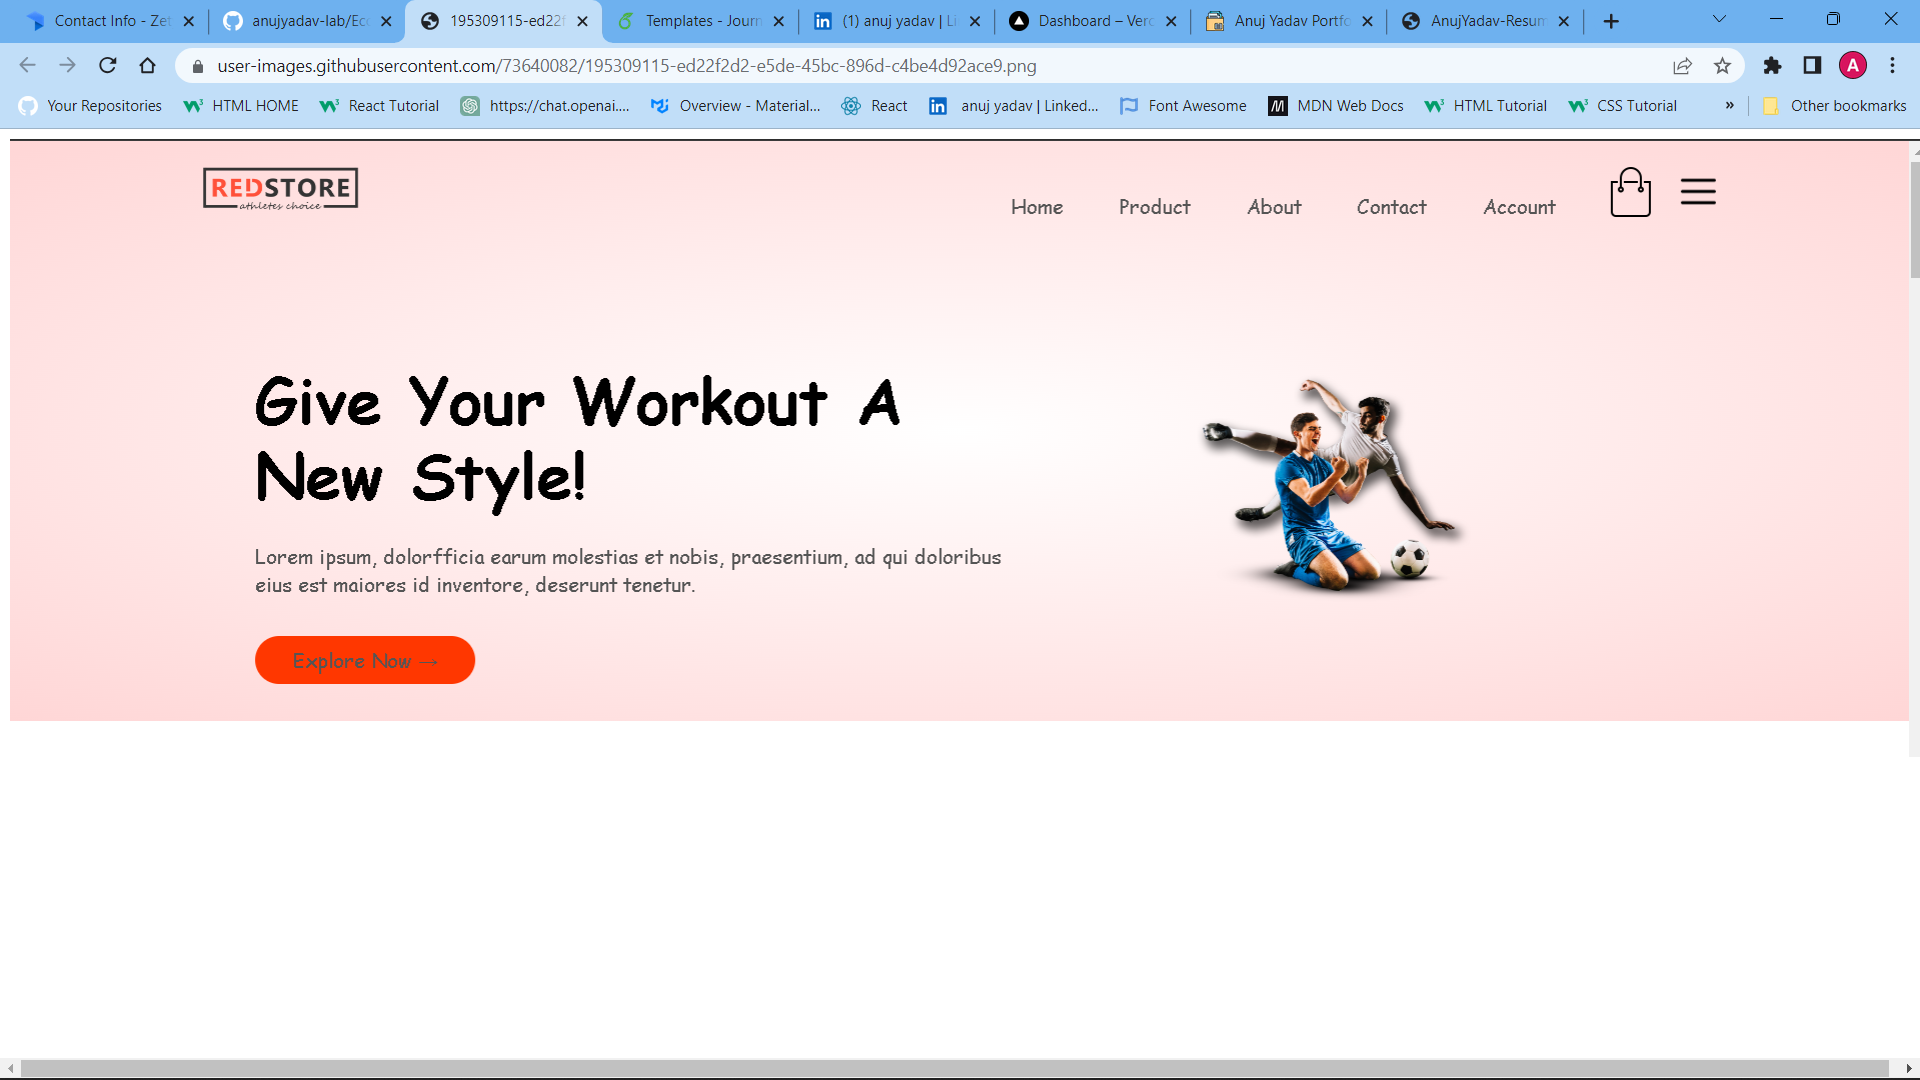 Contact Info - Zet
anujyadav-lab/Eco
195309115-ed22f
Templates - Journ
(1) anuj yadav | Li
Dashboard – Verc
Anuj Yadav Portfo
AnujYadav-Resum
user-images.githubusercontent.com/73640082/195309115-ed22f2d2-e5de-45bc-896d-c4be4d92ace9.png
A
Your Repositories
HTML HOME
React Tutorial
https://chat.openai....
Overview - Material...
React
anuj yadav | Linked...
Font Awesome
MDN Web Docs
HTML Tutorial
CSS Tutorial
»
Other bookmarks
REDSTORE
athletes choice
Home
Product
About
Contact
Account
Give Your Workout A
New Style!
Lorem ipsum, dolorfficia earum molestias et nobis, praesentium, ad qui doloribus
eius est maiores id inventore, deserunt tenetur.
Explore Now →